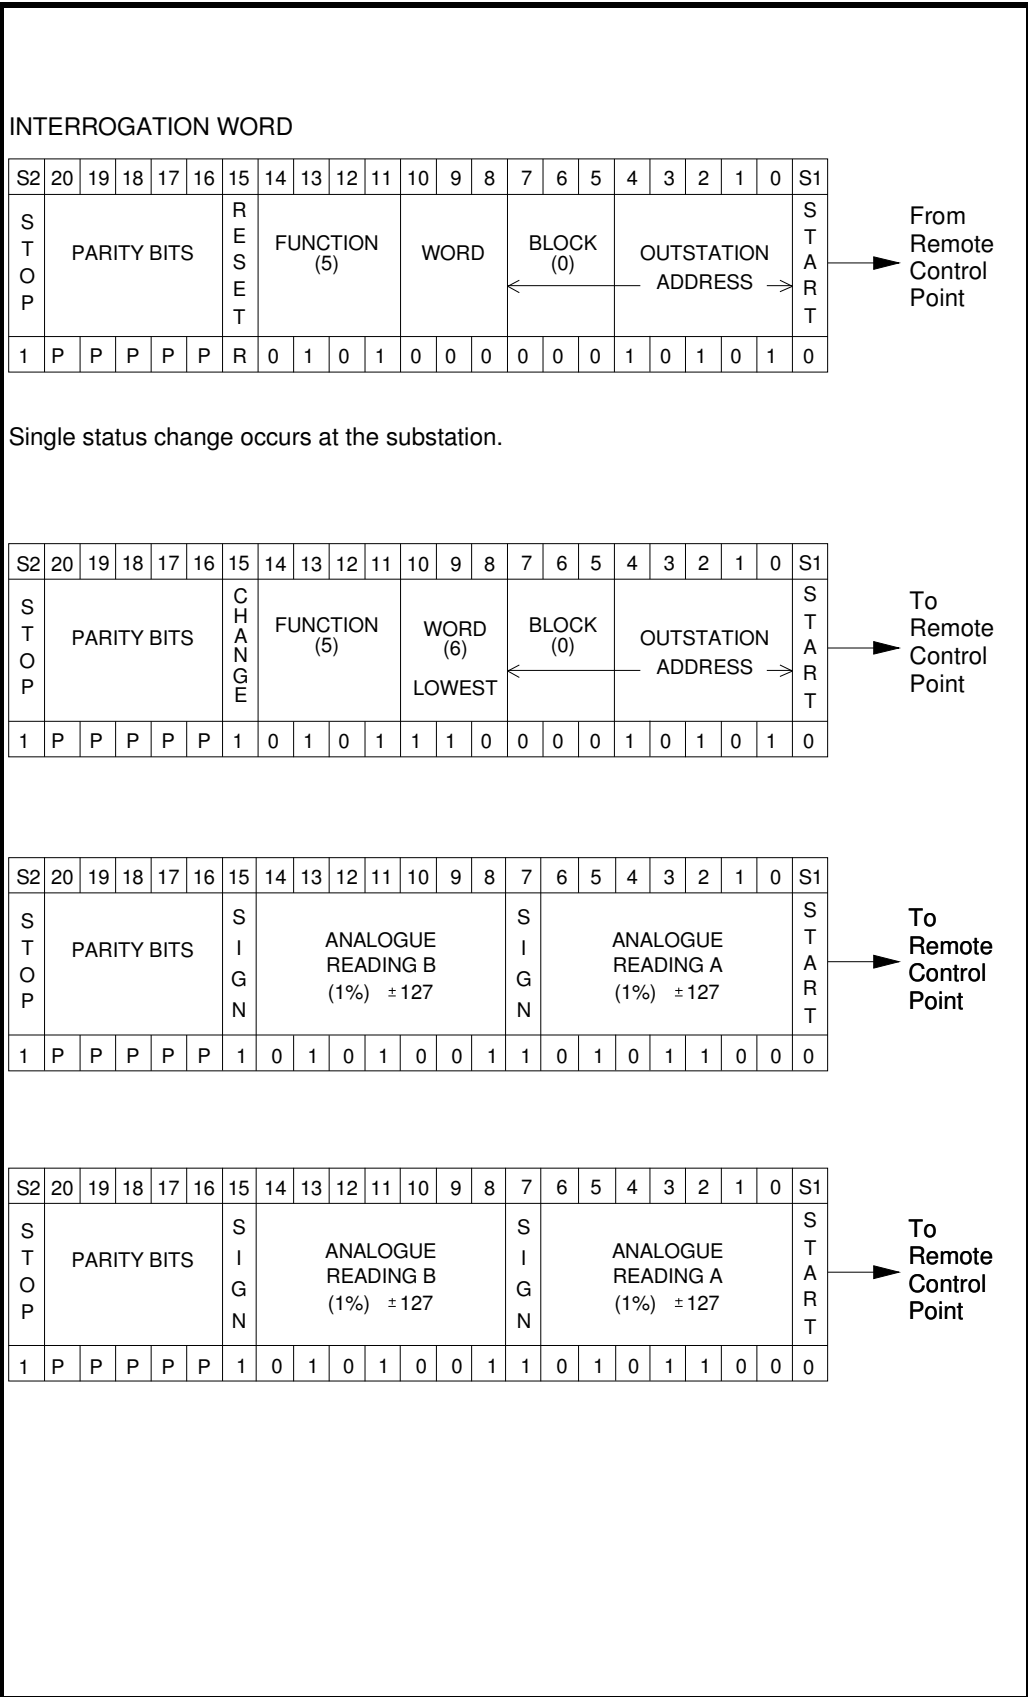 INTERROGATION WORD
S2 20 19 18 17 16 15 14 13 12 11 10 9 8 7 6 5 4 3 2 1 0 S1
STOP
PARITY BITS
RESET
FUNCTION
(5)
WORD
BLOCK
(0)
OUTSTATION
ADDRESS
START
From
Remote
Control
Point
1 P P P P P R 0 1 0 1 0 0 0 0 0 0 1 0 1 0 1 0
Single status change occurs at the substation.
S2 20 19 18 17 16 15 14 13 12 11 10 9 8 7 6 5 4 3 2 1 0 S1
STOP
PARITY BITS
CHANGE
FUNCTION
(5)
WORD
(6)
LOWEST
BLOCK
(0)
OUTSTATION
ADDRESS
START
To
Remote
Control
Point
1 P P P P P 1 0 1 0 1 1 1 0 0 0 0 1 0 1 0 1 0
S2 20 19 18 17 16 15 14 13 12 11 10 9 8 7 6 5 4 3 2 1 0 S1
STOP
PARITY BITS
SIGN
ANALOGUE
READING B
(1%) ±127
SIGN
ANALOGUE
READING A
(1%) ±127
START
To
Remote
Control
Point
1 P P P P P 1 0 1 0 1 0 0 1 1 0 1 0 1 1 0 0 0
S2 20 19 18 17 16 15 14 13 12 11 10 9 8 7 6 5 4 3 2 1 0 S1
STOP
PARITY BITS
SIGN
ANALOGUE
READING B
(1%) ±127
SIGN
ANALOGUE
READING A
(1%) ±127
START
To
Remote
Control
Point
1 P P P P P 1 0 1 0 1 0 0 1 1 0 1 0 1 1 0 0 0